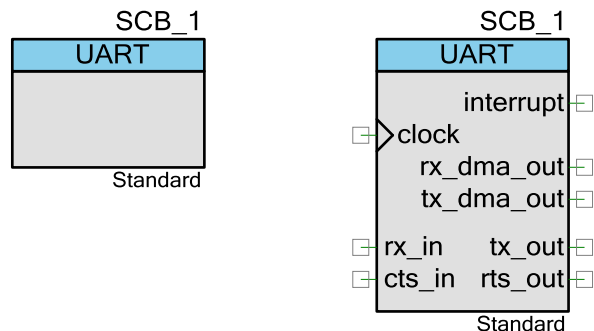 SCB_1
UART
Standard
SCB_1
UART
interrupt
clock
rx_dma_out
tx_dma_out
rx_in tx_out
cts_in rts_out
Standard